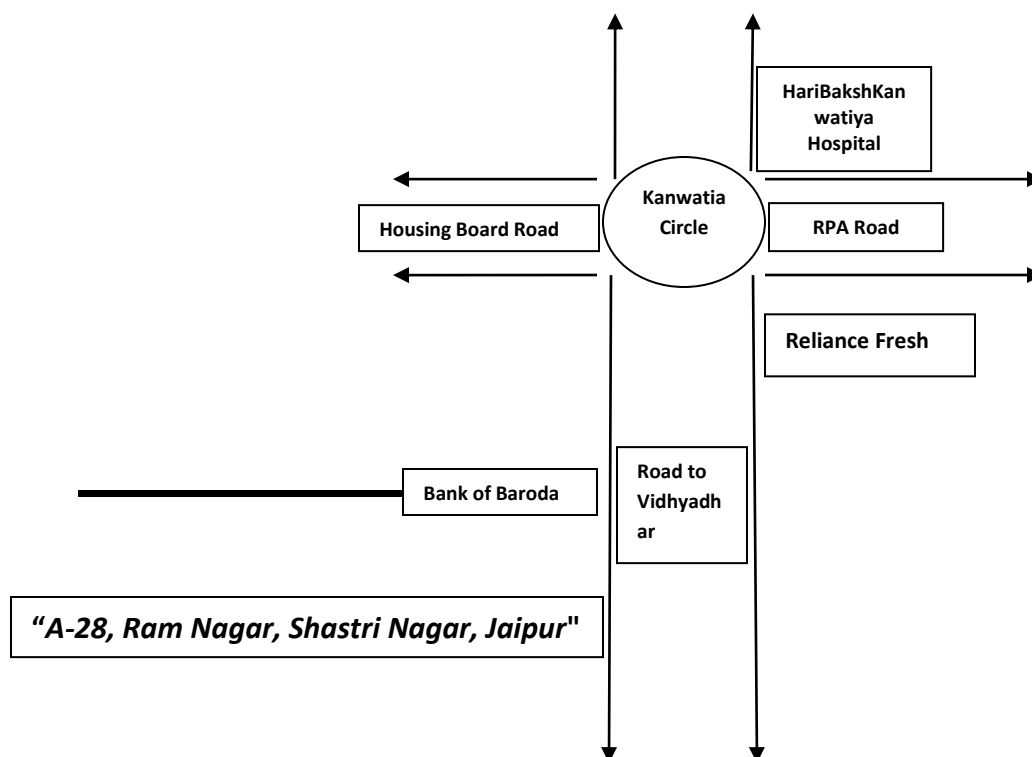 HariBakshKan
watiya
Hospital
Kanwatia
Circle
Housing Board Road
RPA Road
Reliance Fresh
Bank of Baroda
Road to
Vidhyadh
ar
“A-28, Ram Nagar, Shastri Nagar, Jaipur"